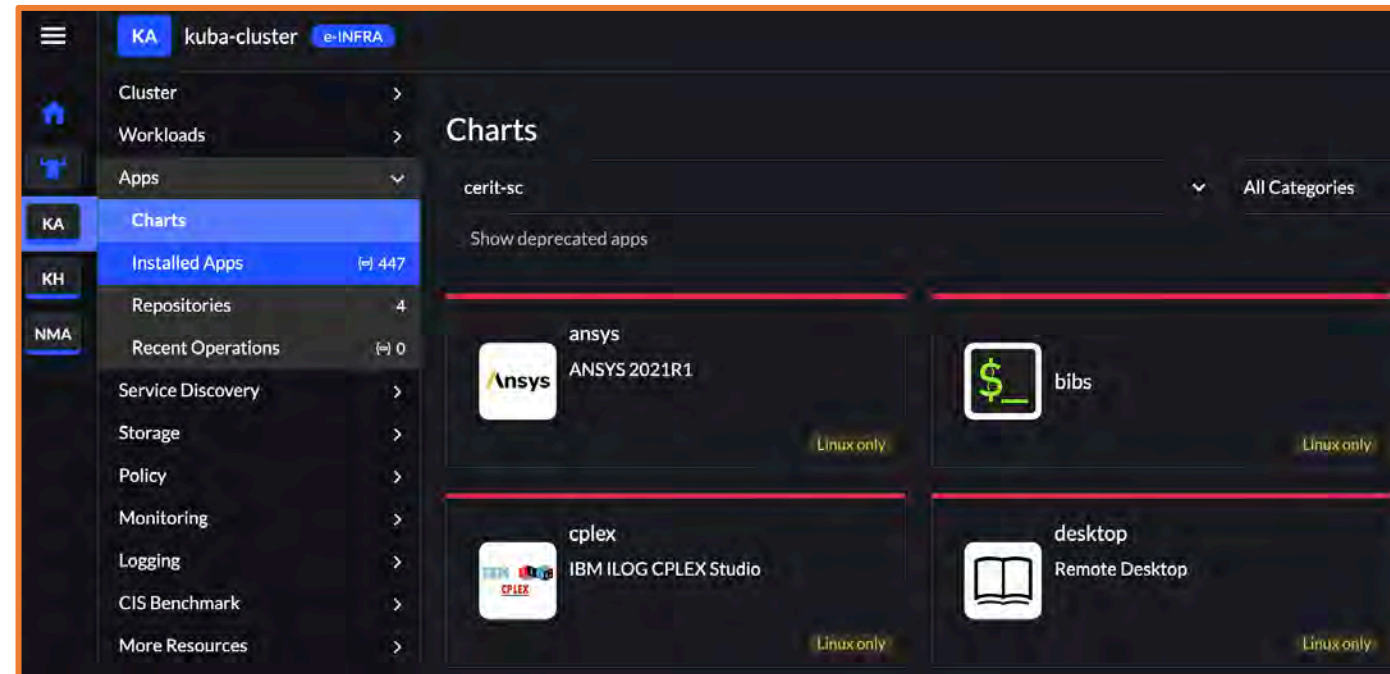 KA kuba-cluster e-INFRA
Cluster
Workloads
Apps
Charts
Installed Apps 447
Repositories 4
Recent Operations 0
Service Discovery
Storage
Policy
Monitoring
Logging
CIS Benchmark
More Resources
KA
KH
NMA
Charts
cerit-sc All Categories
Show deprecated apps
ansys
Ansys ANSYS 2021R1
Linux only
$_ bibs
Linux only
cplex
IBM ILOG CPLEX Studio
CPLEX
Linux only
desktop
Remote Desktop
Linux only